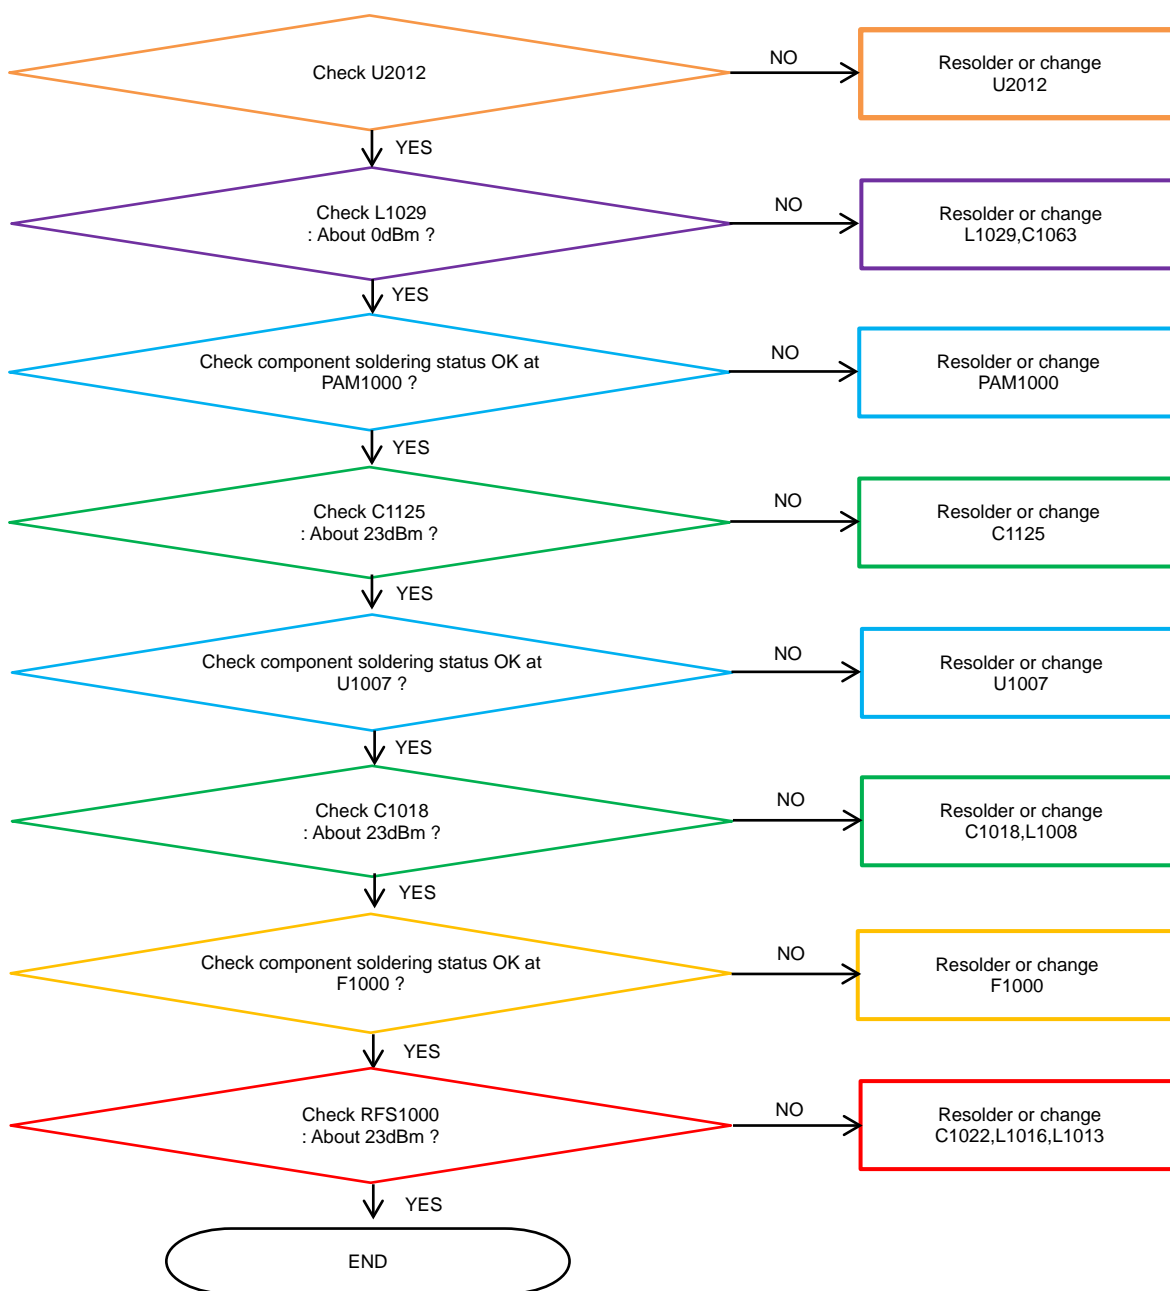 Check U2012
NO
Resolder or change
U2012
YES
Check L1029
: About 0dBm ?
NO
Resolder or change
L1029,C1063
YES
Check component soldering status OK at
PAM1000 ?
NO
Resolder or change
PAM1000
YES
Check C1125
: About 23dBm ?
NO
Resolder or change
C1125
YES
Check component soldering status OK at
U1007 ?
NO
Resolder or change
U1007
YES
Check C1018
: About 23dBm ?
NO
Resolder or change
C1018,L1008
YES
Check component soldering status OK at
F1000 ?
NO
Resolder or change
F1000
YES
Check RFS1000
: About 23dBm ?
NO
Resolder or change
C1022,L1016,L1013
YES
END